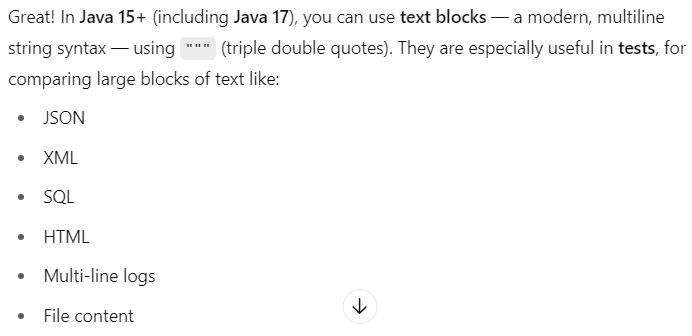 Great! In Java 15+ (including Java 17), you can use text blocks — a modern, multiline
string syntax — using """ (triple double quotes). They are especially useful in tests, for
comparing large blocks of text like:
• JSON
• XML
• SQL
• HTML
• Multi-line logs
• File content